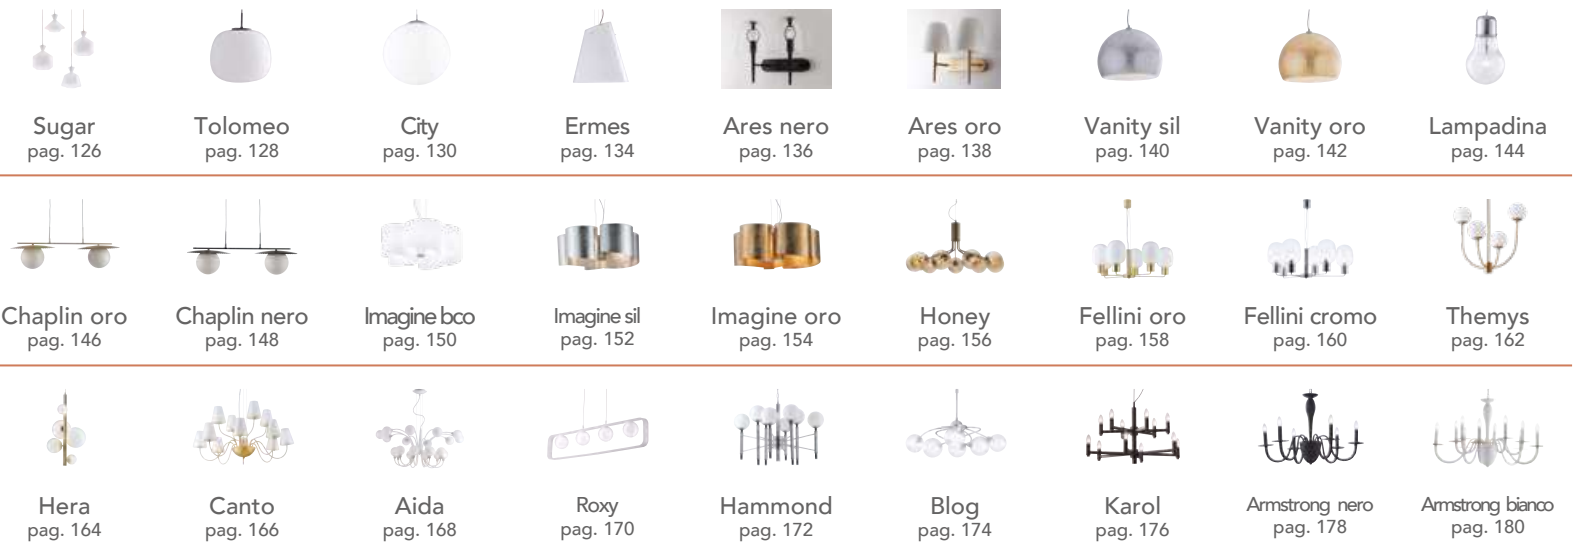 Sugar
pag. 126
Tolomeo
pag. 128
City
pag. 130
Ermes
pag. 134
Ares nero
pag. 136
Ares oro
pag. 138
Vanity sil
pag. 140
Vanity oro
pag. 142
Lampadina
pag. 144
Chaplin oro
pag. 146
Chaplin nero
pag. 148
Imagine bco
pag. 150
Imagine sil
pag. 152
Imagine oro
pag. 154
Honey
pag. 156
Fellini oro
pag. 158
Fellini cromo
pag. 160
Themys
pag. 162
Hera
pag. 164
Canto
pag. 166
Aida
pag. 168
Roxy
pag. 170
Hammond
pag. 172
Blog
pag. 174
Karol
pag. 176
Armstrong nero
pag. 178
Armstrong bianco
pag. 180